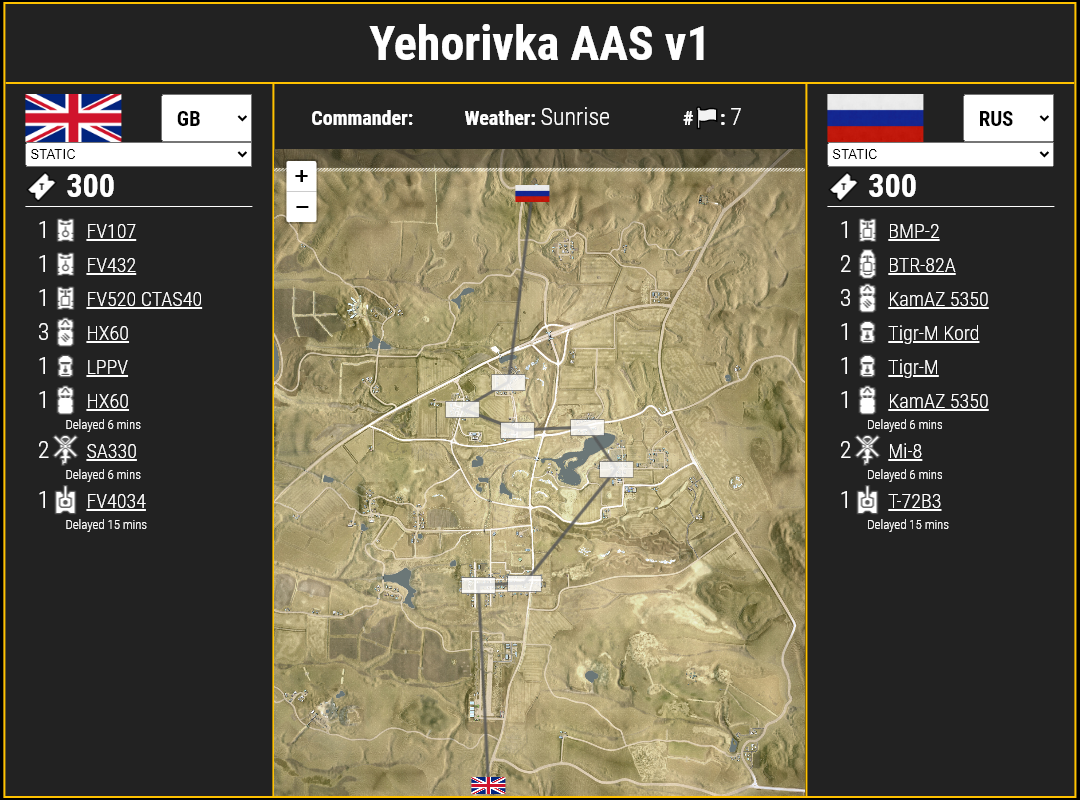 Yehorivka AAS v1
GB
STATIC
300
1 FV107
1 FV432
1 FV520 CTAS40
3 HX60
1 LPPV
1 HX60
Delayed 6 mins
2 SA330
Delayed 6 mins
1 FV4034
Delayed 15 mins
Commander: Weather: Sunrise # : 7
+
−
RUS
STATIC
300
1 BMP-2
2 BTR-82A
3 KamAZ 5350
1 Tigr-M Kord
1 Tigr-M
1 KamAZ 5350
Delayed 6 mins
2 Mi-8
Delayed 6 mins
1 T-72B3
Delayed 15 mins